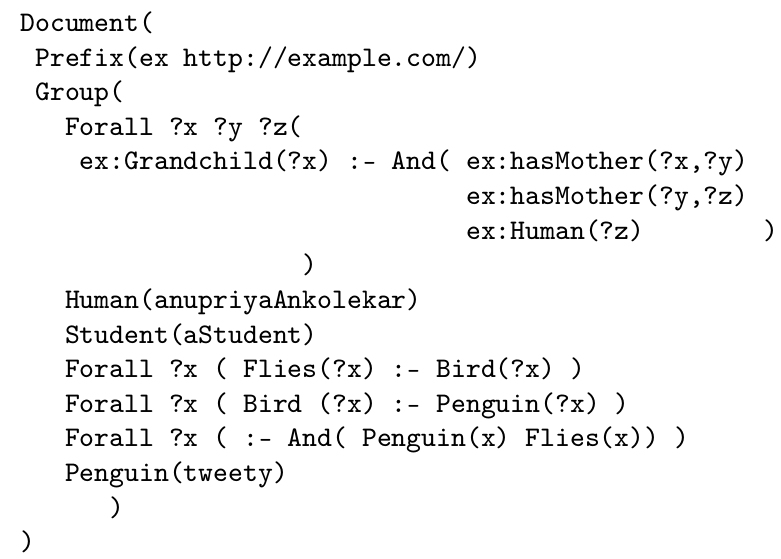 Document(
Prefix(ex http://example.com/)
Group(
Forall ?x ?y ?z(
ex:Grandchild(?x) :- And( ex:hasMother(?x,?y)
ex:hasMother(?y,?z)
ex:Human(?z) )
)
Human(anupriyaAnkolekar)
Student(aStudent)
Forall ?x ( Flies(?x) :- Bird(?x) )
Forall ?x ( Bird (?x) :- Penguin(?x) )
Forall ?x ( :- And( Penguin(x) Flies(x)) )
Penguin(tweety)
)
)